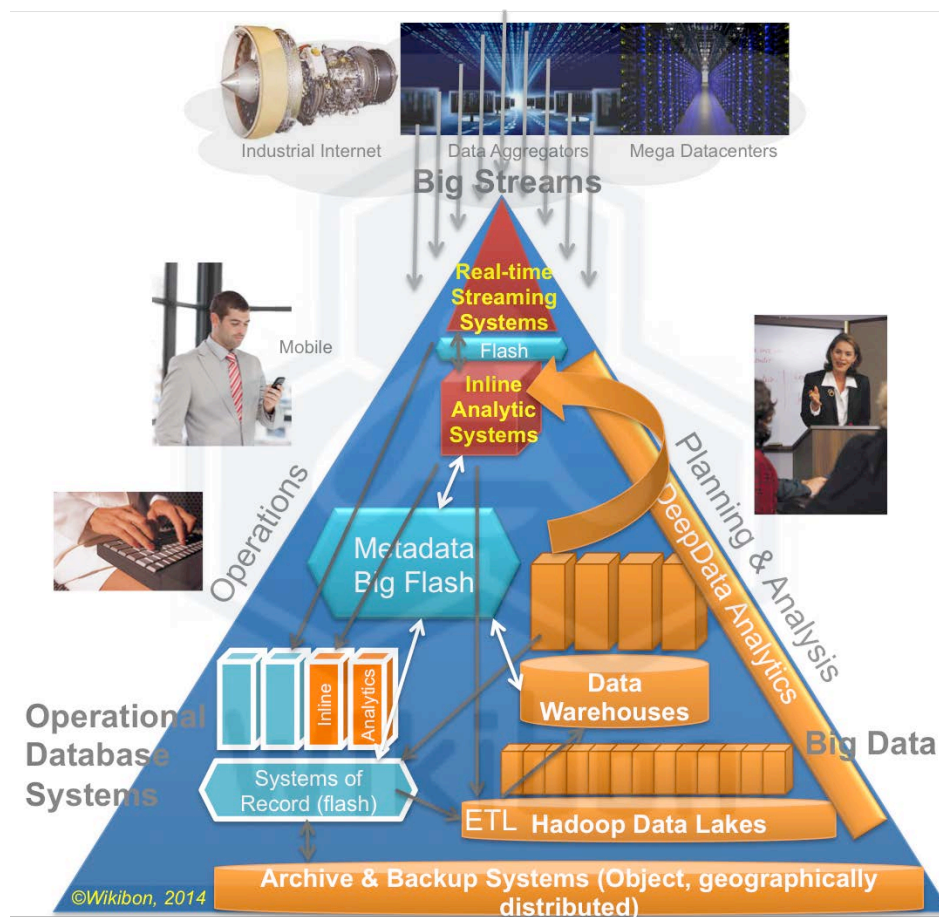 Industrial Internet
Data Aggregators
Mega Datacenters
Big Streams
Real-time
Streaming
Systems
Mobile
Flash
Inline
Analytic
Systems
Operations
Planning & Analysis
DeepData Analytics
Metadata
Big Flash
Inline
Analytics
Data
Warehouses
Operational
Database
Systems
Big Data
Systems of
Record (flash)
ETL
Hadoop Data Lakes
Archive & Backup Systems (Object, geographically
distributed)
©Wikibon, 2014